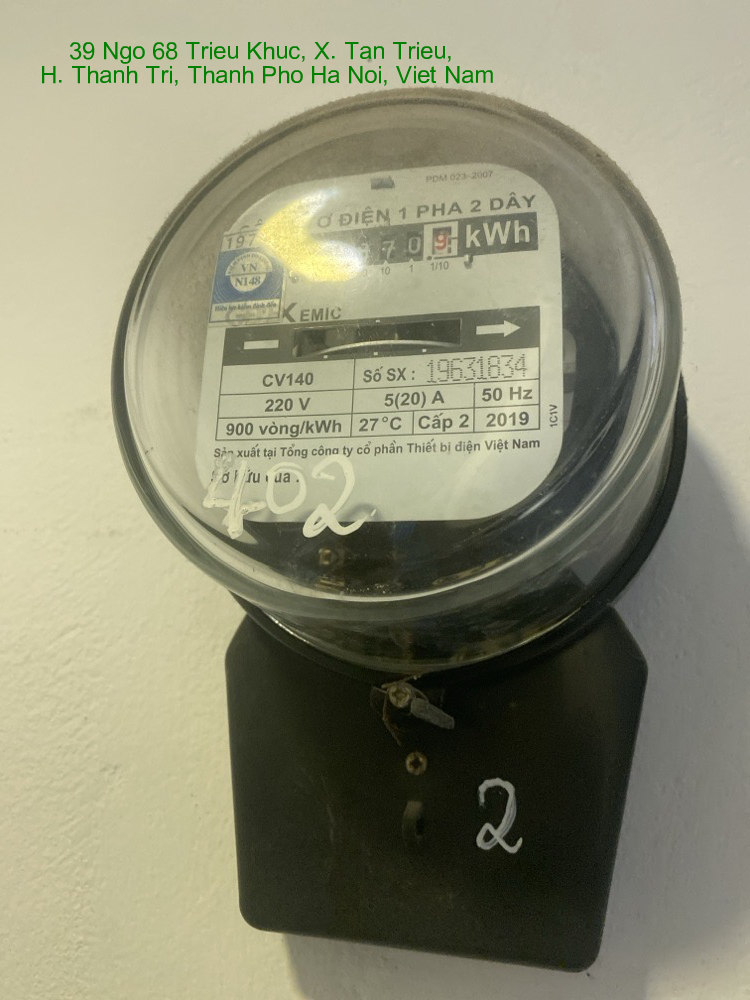 39 Ngo 68 Trieu Khuc, X. Tan Trieu,
H. Thanh Tri, Thanh Pho Ha Noi, Viet Nam
PDM 023-2007
ĐIỆN 1 PHA 2 DÂY
197
709 kWh
10 1 1/10
VN
N148
EMIC
CV140 Số SX : 19631834
220 V 5(20) A 50 Hz
900 vòng/kWh 27°C Cấp 2 2019
1C1V
Sản xuất tại Tổng công ty cổ phần Thiết bị điện Việt Nam
402
2